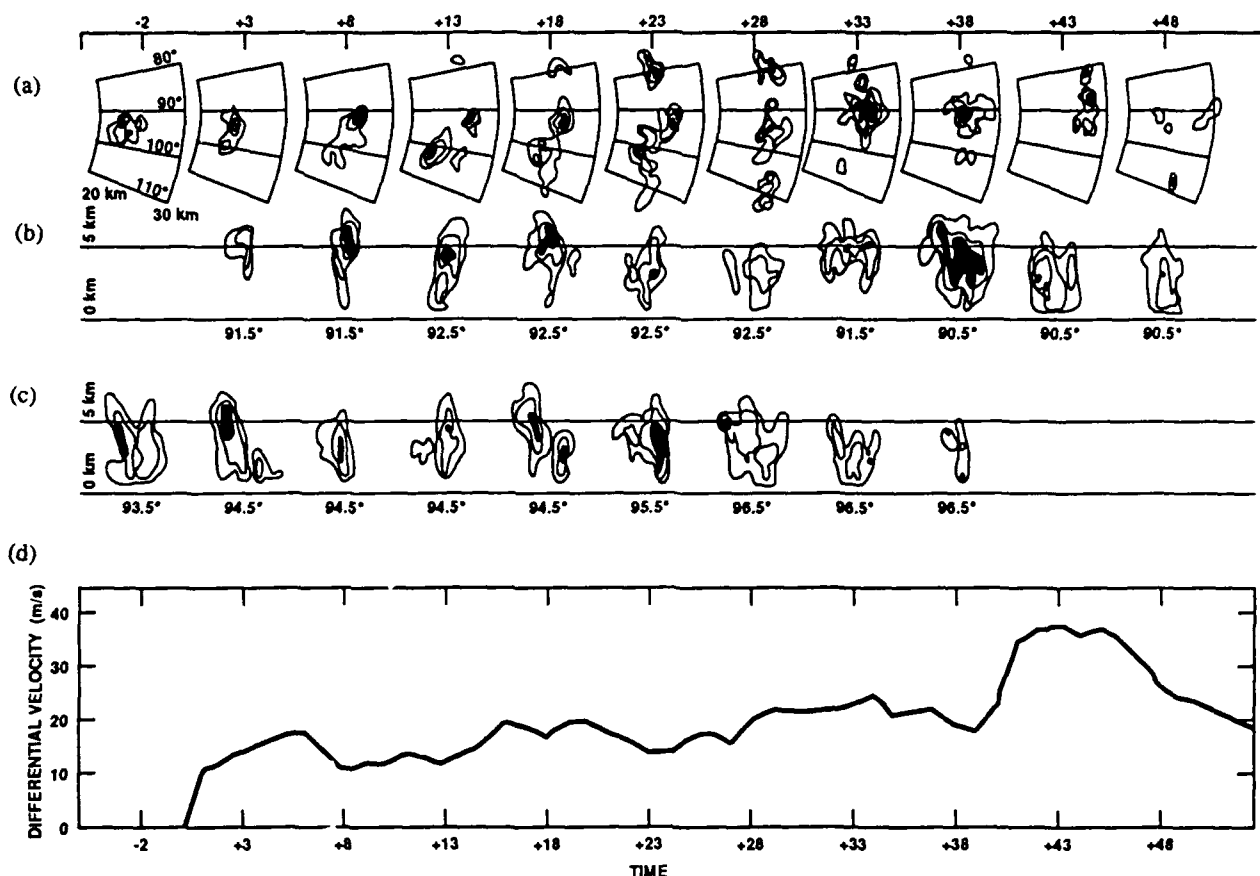 -2 +3 +8 +13 +18 +23 +28 +33 +38 +43 +48
(a)
80°
90°
100°
110°
20 km
30 km
(b)
5 km
0 km
91.5° 91.5° 92.5° 92.5° 92.5° 92.5° 91.5° 90.5° 90.5° 90.5°
(c)
5 km
0 km
93.5° 94.5° 94.5° 94.5° 94.5° 95.5° 96.5° 96.5° 96.5°
(d)
DIFFERENTIAL VELOCITY (m/s)
40
30
20
10
0
-2 +3 +8 +13 +18 +23 +28 +33 +38 +43 +48
TIME